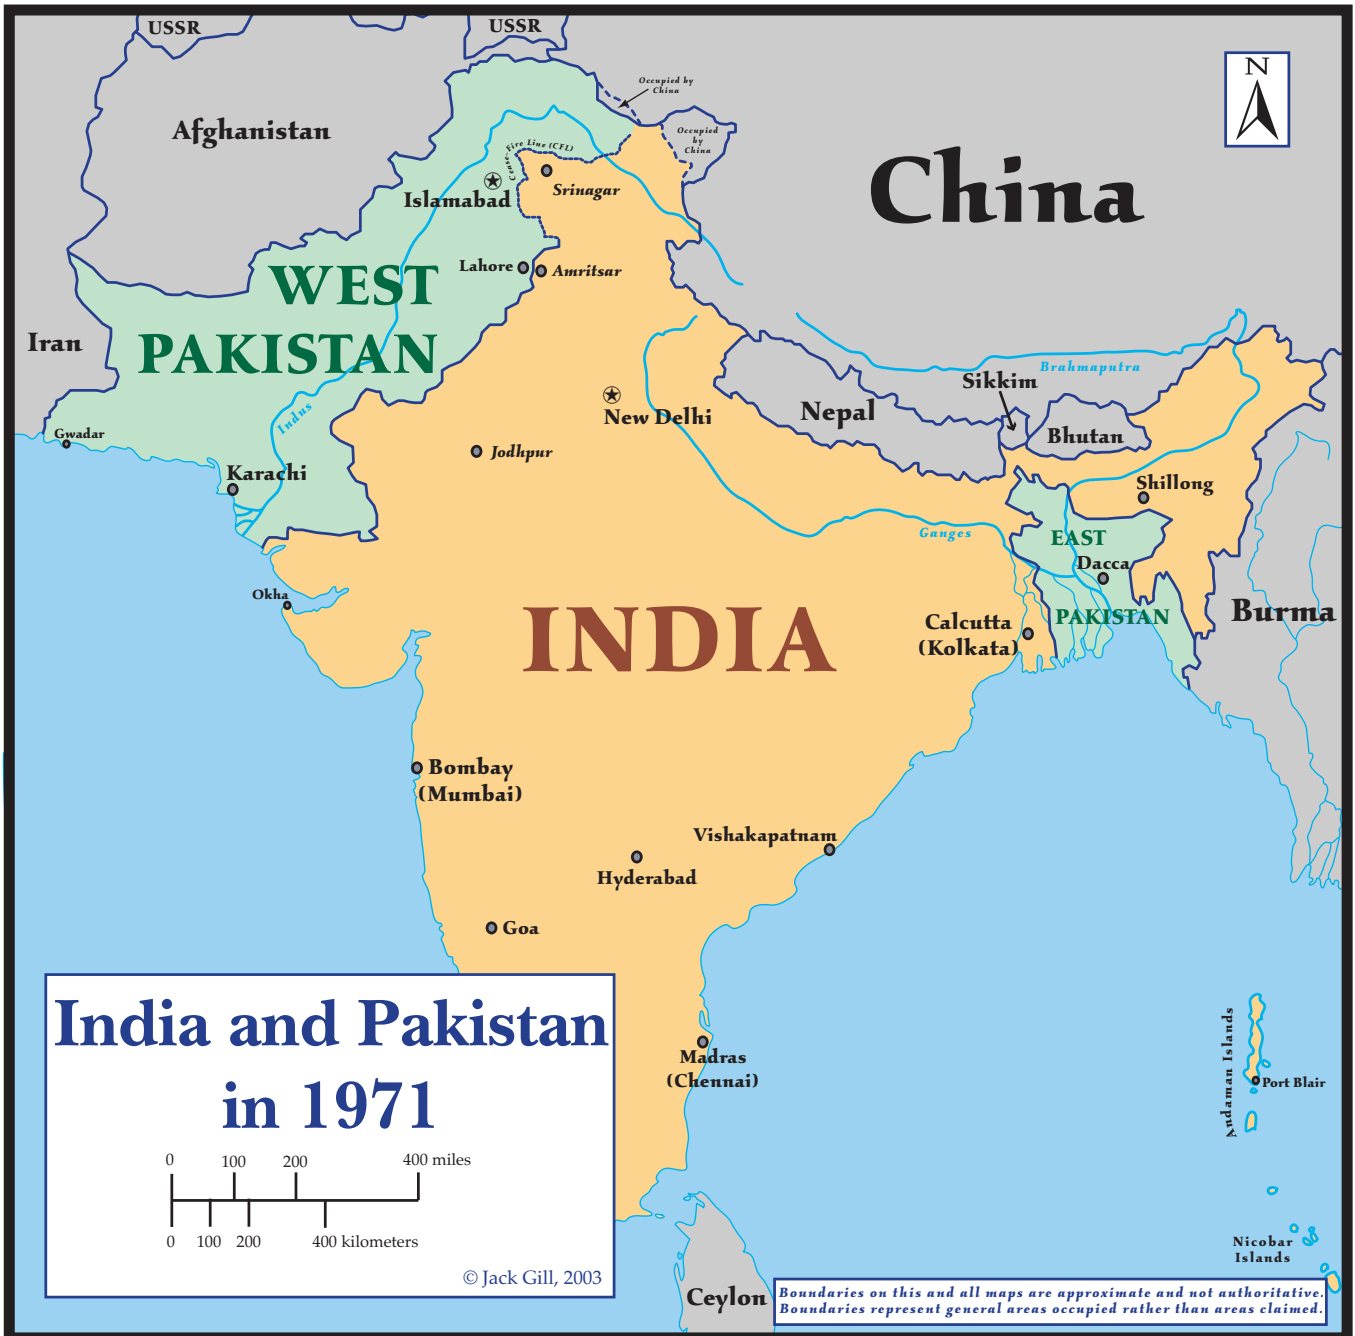 USSR
USSR
N
Occupied by
China
Afghanistan
Occupied
by
China
Cease-Fire Line (CFL)
China
Srinagar
Islamabad
Lahore
Amritsar
WEST
PAKISTAN
Iran
Brahmaputra
Sikkim
Nepal
New Delhi
Indus
Bhutan
Gwadar
Jodhpur
Karachi
Shillong
Ganges
EAST
Dacca
Okha
PAKISTAN
Burma
INDIA
Calcutta
(Kolkata)
Bombay
(Mumbai)
Vishakapatnam
Hyderabad
Goa
India and Pakistan
in 1971
Madras
(Chennai)
Andaman Islands
Port Blair
0 100 200 400 miles
0 100 200 400 kilometers
© Jack Gill, 2003
Nicobar
Islands
Ceylon
Boundaries on this and all maps are approximate and not authoritative.
Boundaries represent general areas occupied rather than areas claimed.